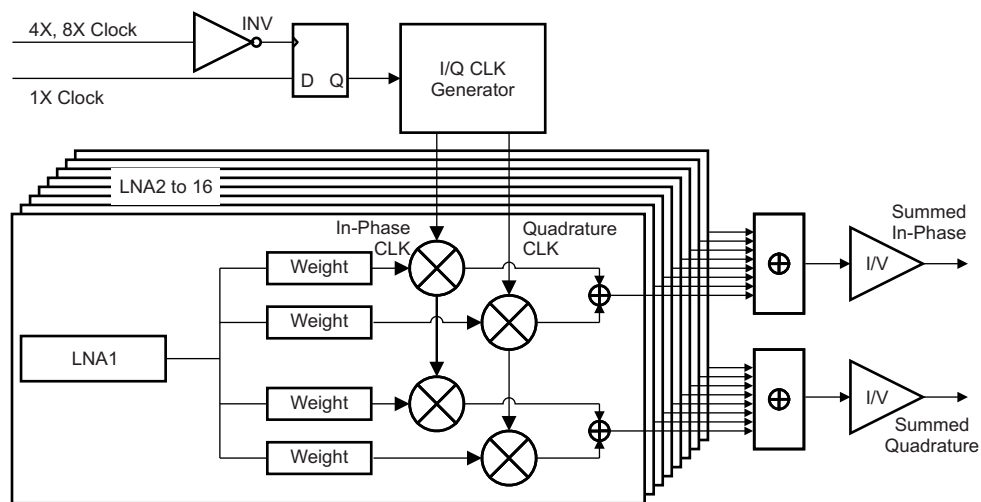 4X, 8X Clock
INV
1X Clock
D Q
I/Q CLK
Generator
LNA2 to 16
In-Phase
CLK
Quadrature
CLK
Weight
Weight
LNA1
Weight
Weight
Summed
In-Phase
I/V
I/V
Summed
Quadrature